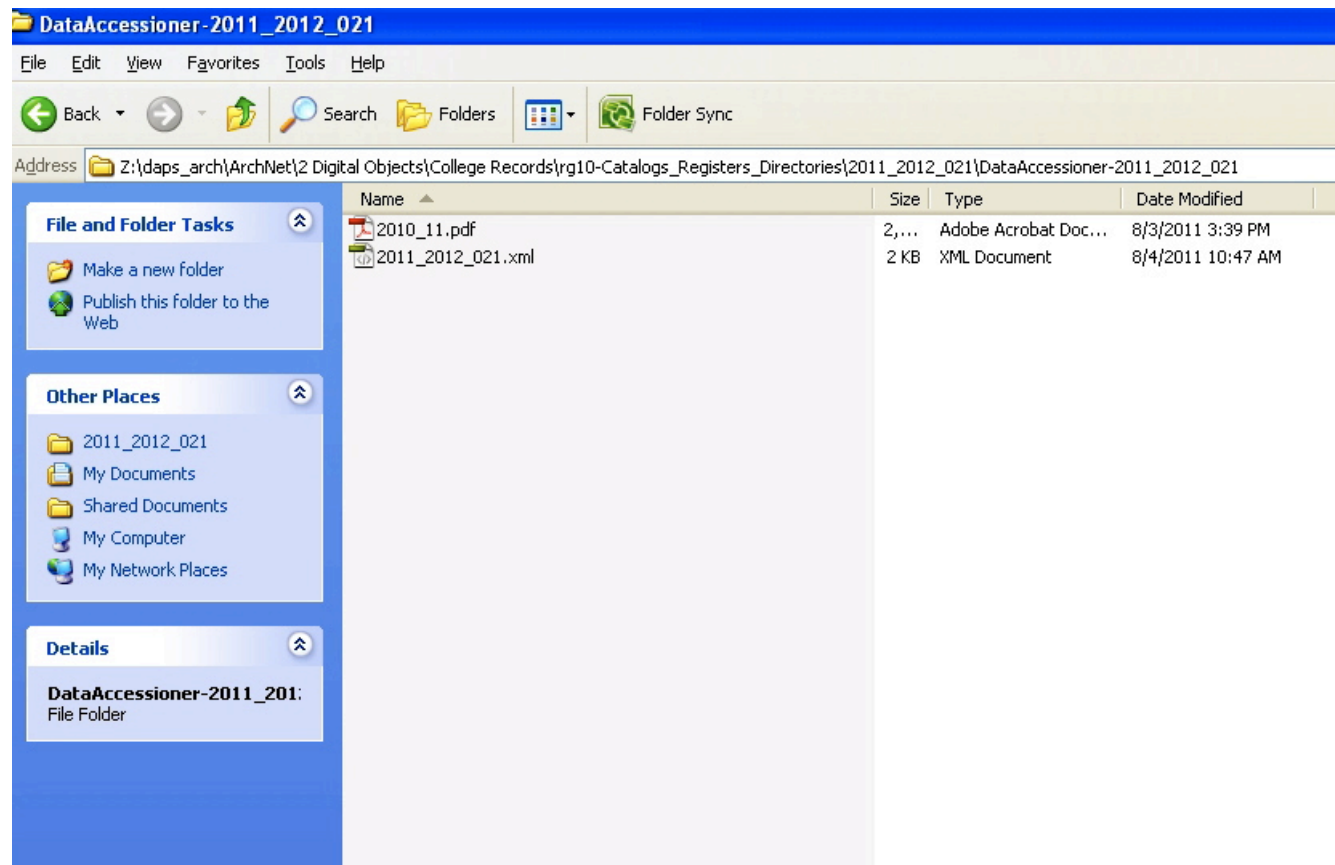 DataAccessioner-2011_2012_021
File Edit View Favorites Tools Help
Back Search Folders Folder Sync
Address Z:\daps_arch\ArchNet\2 Digital Objects\College Records\rg10-Catalogs_Registers_Directories\2011_2012_021\DataAccessioner-2011_2012_021
File and Folder Tasks
Make a new folder
Publish this folder to the
Web
Other Places
2011_2012_021
My Documents
Shared Documents
My Computer
My Network Places
Details
DataAccessioner-2011_201
File Folder
Name Size Type Date Modified
2010_11.pdf 2,... Adobe Acrobat Doc... 8/3/2011 3:39 PM
2011_2012_021.xml 2 KB XML Document 8/4/2011 10:47 AM